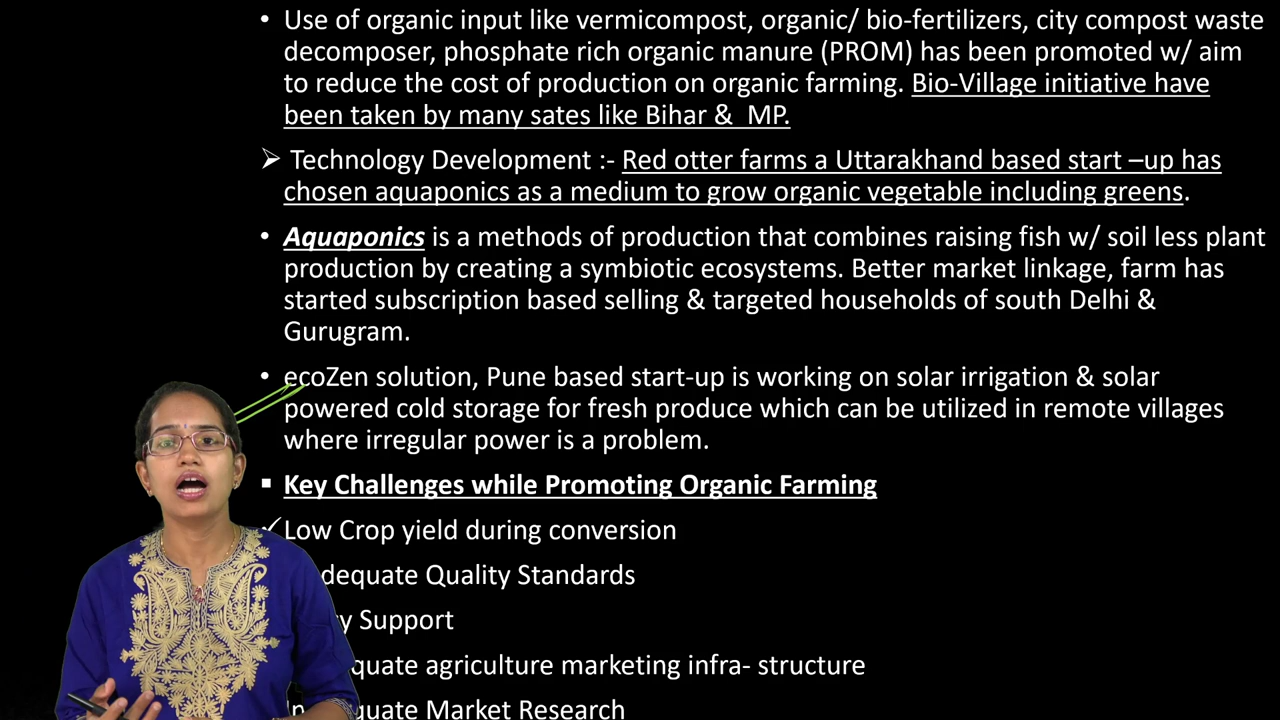 • Use of organic input like vermicompost, organic/ bio-fertilizers, city compost waste
decomposer, phosphate rich organic manure (PROM) has been promoted w/ aim
to reduce the cost of production on organic farming. Bio-Village initiative have
been taken by many sates like Bihar & MP.
➢ Technology Development :- Red otter farms a Uttarakhand based start –up has
chosen aquaponics as a medium to grow organic vegetable including greens.
• Aquaponics is a methods of production that combines raising fish w/ soil less plant
production by creating a symbiotic ecosystems. Better market linkage, farm has
started subscription based selling & targeted households of south Delhi &
Gurugram.
• ecoZen solution, Pune based start-up is working on solar irrigation & solar
powered cold storage for fresh produce which can be utilized in remote villages
where irregular power is a problem.
▪ Key Challenges while Promoting Organic Farming
✓ Low Crop yield during conversion
Quality Standards
Support
agriculture marketing infra- structure
Market Research